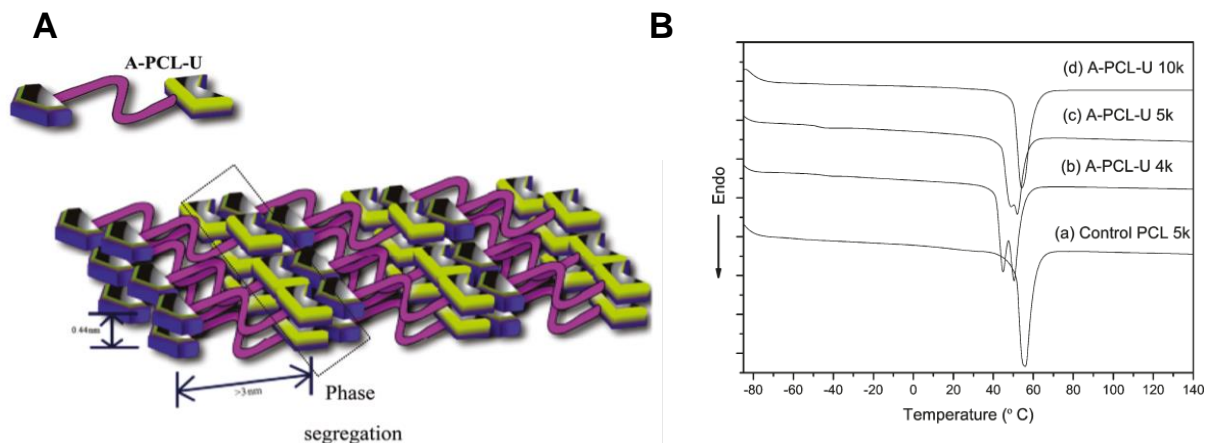 A
A-PCL-U
0.44nm
>3nm
Phase
segregation
B
(d) A-PCL-U 10k
(c) A-PCL-U 5k
(b) A-PCL-U 4k
(a) Control PCL 5k
Endo
-80 -60 -40 -20 0 20 40 60 80 100 120 140
Temperature (° C)